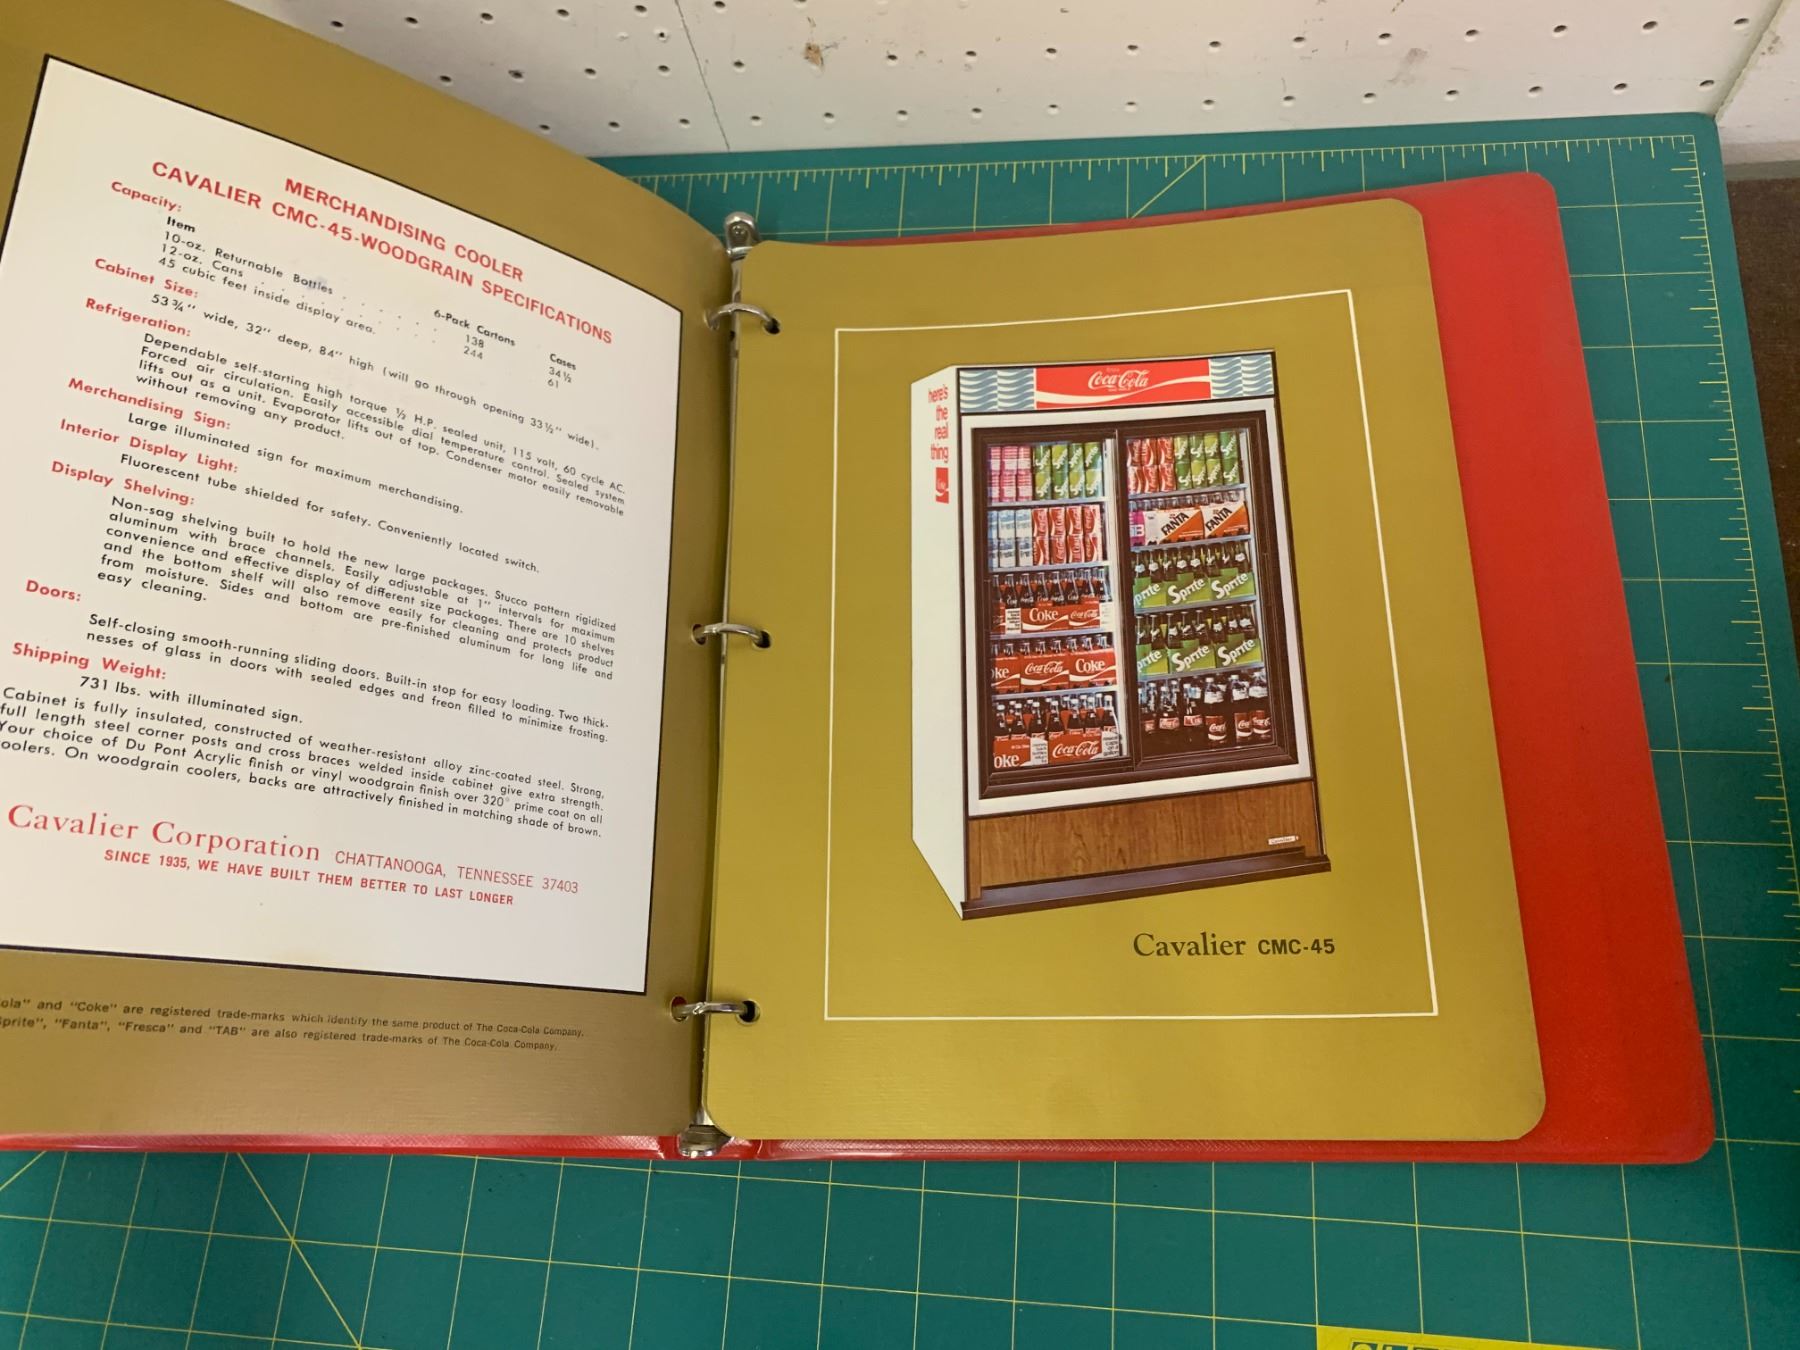 MERCHANDISING COOLER
CAVALIER CMC-45-WOODGRAIN SPECIFICATIONS
Capacity:
Item 6-Pack Cartons Cases
10-oz. Returnable Bottles . . . . . . 138 34½
12-oz. Cans . . . . . . . . 244 61
45 cubic feet inside display area.
Cabinet Size:
53¾" wide, 32" deep, 84" high (will go through opening 33½" wide).
Refrigeration:
Dependable self-starting high torque ½ H.P. sealed unit, 115 volt, 60 cycle AC.
Forced air circulation. Easily accessible dial temperature control. Sealed system
lifts out as a unit. Evaporator lifts out of top. Condenser motor easily removable
without removing any product.
Merchandising Sign:
Large illuminated sign for maximum merchandising.
Interior Display Light:
Fluorescent tube shielded for safety. Conveniently located switch.
Display Shelving:
Non-sag shelving built to hold the new large packages. Stucco pattern rigidized
aluminum with brace channels. Easily adjustable at 1" intervals for maximum
convenience and effective display of different size packages. There are 10 shelves
and the bottom shelf will also remove easily for cleaning and protects product
from moisture. Sides and bottom are pre-finished aluminum for long life and
easy cleaning.
Doors:
Self-closing smooth-running sliding doors. Built-in stop for easy loading. Two thick-
nesses of glass in doors with sealed edges and freon filled to minimize frosting.
Shipping Weight:
731 lbs. with illuminated sign.
Cabinet is fully insulated, constructed of weather-resistant alloy zinc-coated steel. Strong,
full length steel corner posts and cross braces welded inside cabinet give extra strength.
Your choice of Du Pont Acrylic finish or vinyl woodgrain finish over 320° prime coat on all
oolers. On woodgrain coolers, backs are attractively finished in matching shade of brown.
Cavalier Corporation CHATTANOOGA, TENNESSEE 37403
SINCE 1935, WE HAVE BUILT THEM BETTER TO LAST LONGER
ola" and "Coke" are registered trade-marks which identify the same product of The Coca-Cola Company.
prite", "Fanta", "Fresca" and "TAB" are also registered trade-marks of The Coca-Cola Company.
here's
the
real
thing
Coca-Cola
Sprite Sprite Sprite Sprite
Sprite Sprite Sprite
FANTA FANTA
Coke Coca-Cola
Sprite Sprite Sprite
oke Coca-Cola Coke
Sprite Sprite Sprite
oke Coca-Cola
Cavalier CMC-45